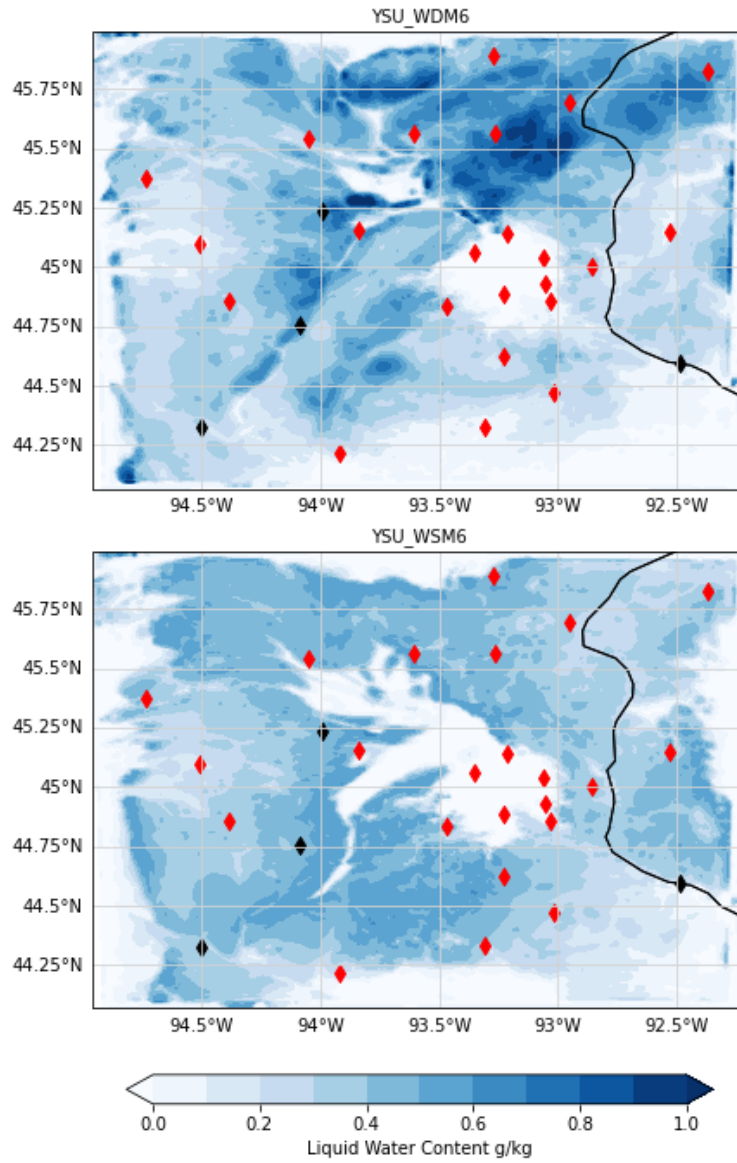 YSU_WDM6
45.75°N
45.5°N
45.25°N
45°N
44.75°N
44.5°N
44.25°N
94.5°W 94°W 93.5°W 93°W 92.5°W
YSU_WSM6
45.75°N
45.5°N
45.25°N
45°N
44.75°N
44.5°N
44.25°N
94.5°W 94°W 93.5°W 93°W 92.5°W
0.0 0.2 0.4 0.6 0.8 1.0
Liquid Water Content g/kg